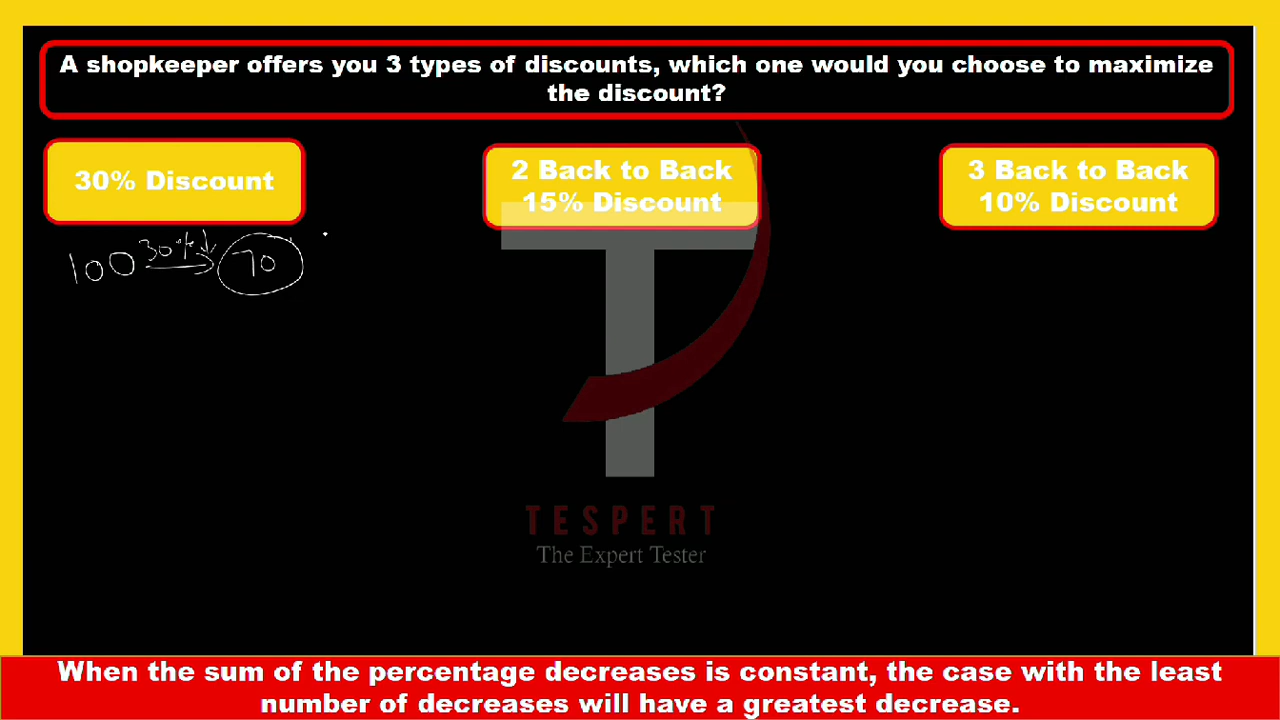 A shopkeeper offers you 3 types of discounts, which one would you choose to maximize
the discount?
30% Discount
2 Back to Back
15% Discount
3 Back to Back
10% Discount
100 30%↓ 70
TESPERT
The Expert Tester
When the sum of the percentage decreases is constant, the case with the least
number of decreases will have a greatest decrease.